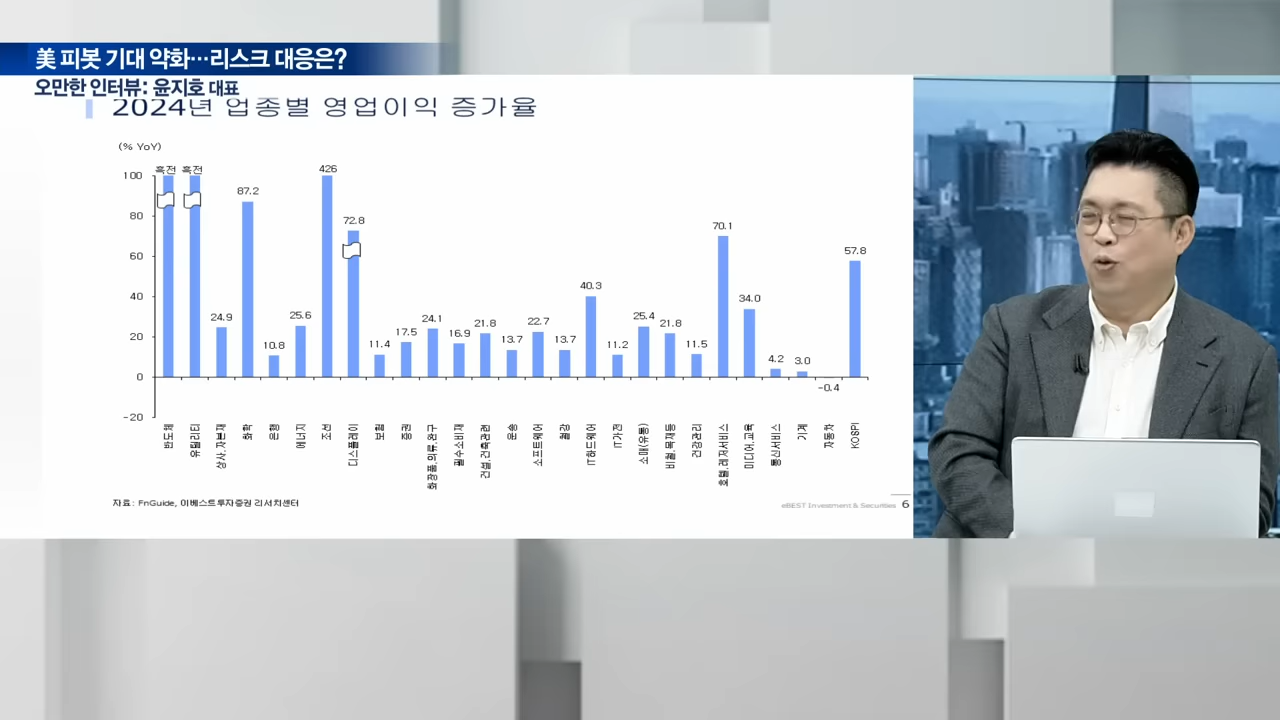 美 피봇 기대 약화…리스크 대응은?
오만한 인터뷰: 윤지호 대표
2024년 업종별 영업이익 증가율
(% YoY)
100
80
60
40
20
0
-20
흑전 흑전 24.9 87.2 10.8 25.6 426 72.8 11.4 17.5 24.1 16.9 21.8 13.7 22.7 13.7 40.3 11.2 25.4 21.8 11.5 70.1 34.0 4.2 3.0 -0.4 57.8
반도체
유틸리티
상사,자본재
화학
은행
에너지
조선
디스플레이
보험
증권
화장품,의류,완구
필수소비재
건설,건축관련
운송
소프트웨어
철강
IT하드웨어
IT가전
소매(유통)
비철,목재등
건강관리
호텔,레저서비스
미디어,교육
통신서비스
기계
자동차
KOSPI
자료: FnGuide, 이베스트투자증권 리서치센터
eBEST Investment & Securities 6